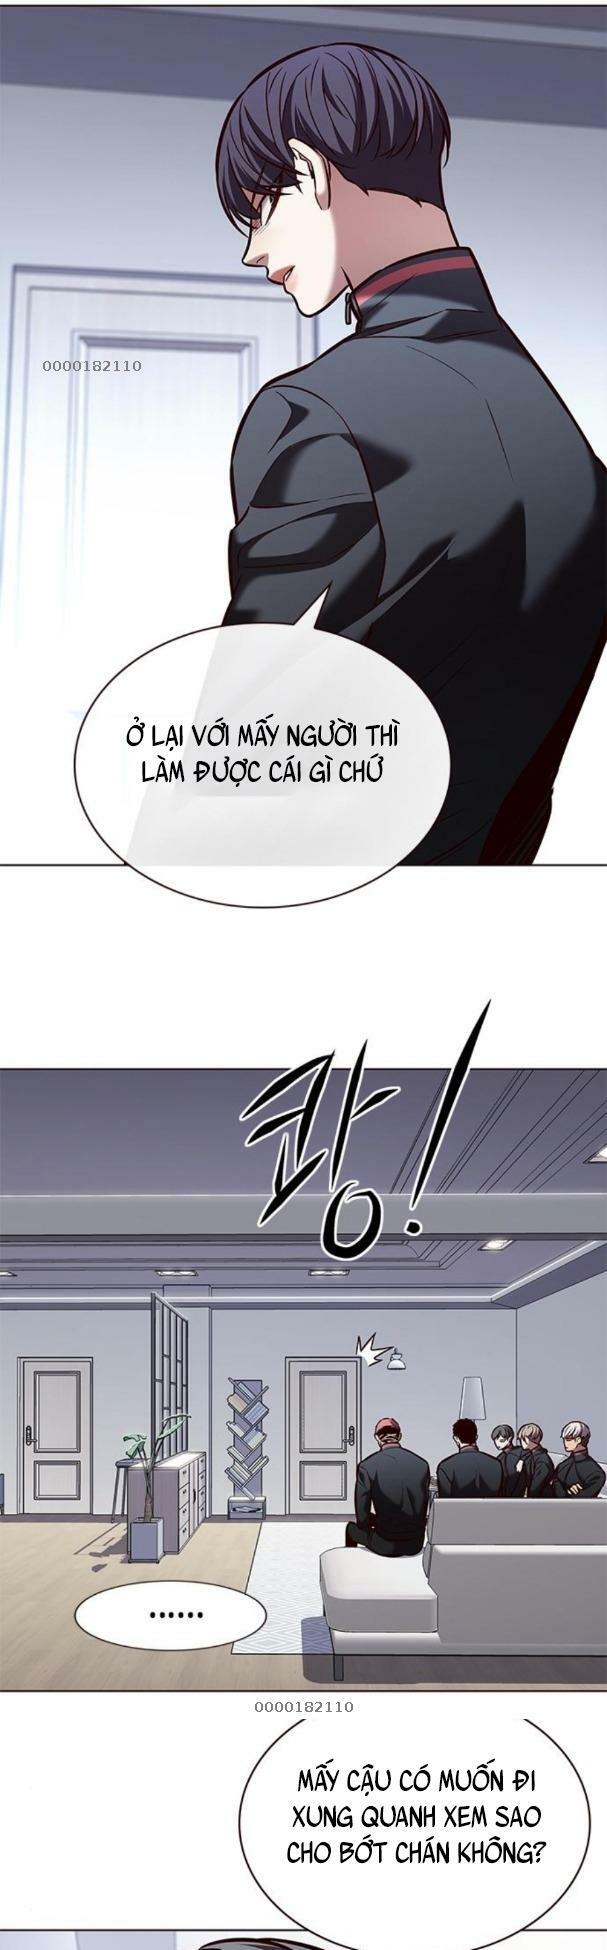 0000182110
Ở LẠI VỚI MẤY NGƯỜI THÌ
LÀM ĐƯỢC CÁI GÌ CHỨ
쾅!
......
0000182110
MẤY CẬU CÓ MUỐN ĐI
XUNG QUANH XEM SAO
CHO BỚT CHÁN KHÔNG?